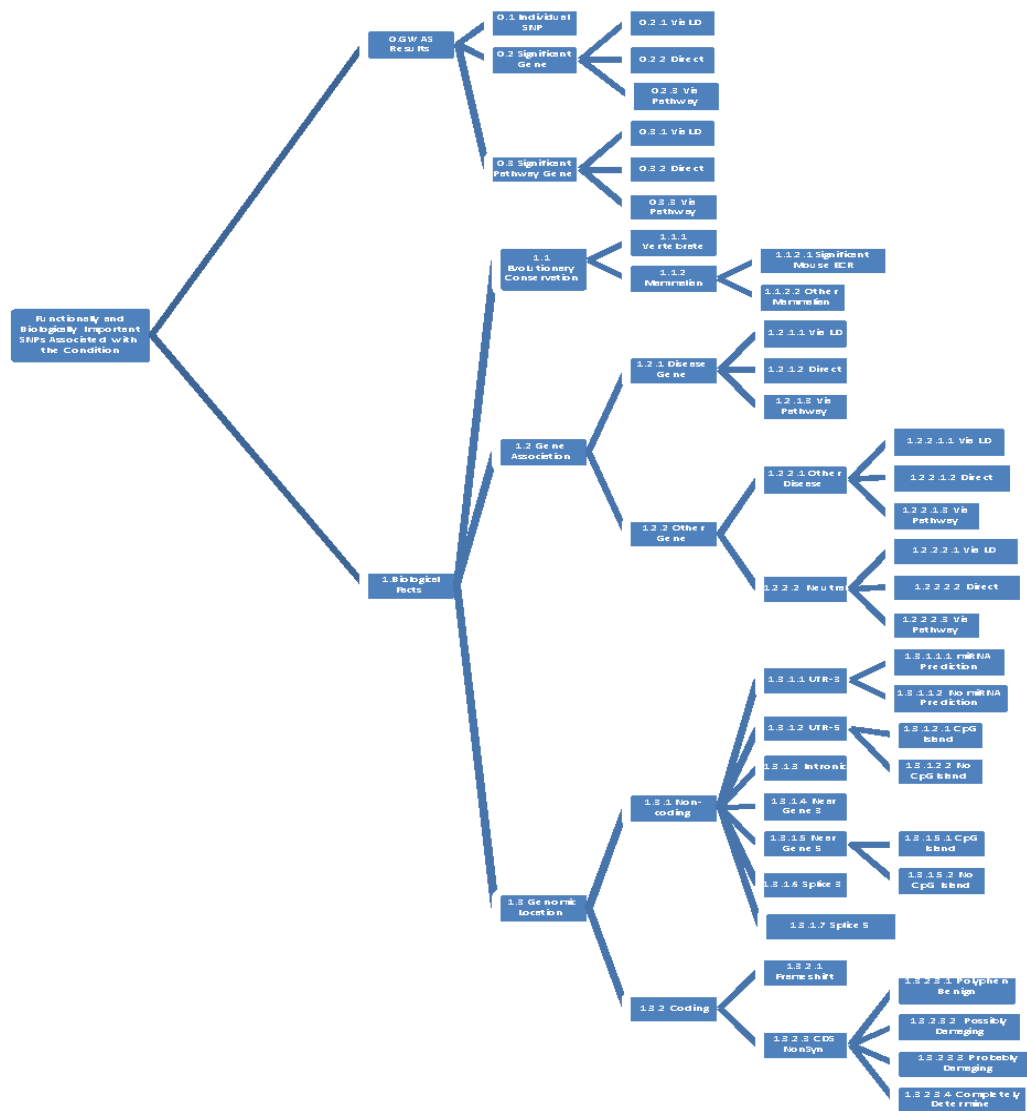 0.GWAS
Results
0.1 Individual
SNP
0.2 Significant
Gene
0.2.1 Via LD
0.2.2 Direct
0.2.3 Via
Pathway
0.3 Significant
Pathway Gene
0.3.1 Via LD
0.3.2 Direct
0.3.3 Via
Pathway
Functionally and
Biologically Important
SNPs Associated with
the Condition
1.Biological
Facts
1.1
Evolutionary
Conservation
1.1.1
Vertebrate
1.1.2
Mammalian
1.1.2.1 Significant
Mouse ECR
1.1.2.2 Other
Mammalian
1.2 Gene
Association
1.2.1 Disease
Gene
1.2.1.1 Via LD
1.2.1.2 Direct
1.2.1.3 Via
Pathway
1.2.2 Other
Gene
1.2.2.1 Other
Disease
1.2.2.1.1 Via LD
1.2.2.1.2 Direct
1.2.2.1.3 Via
Pathway
1.2.2.2 Neutral
1.2.2.2.1 Via LD
1.2.2.2.2 Direct
1.2.2.2.3 Via
Pathway
1.3 Genomic
Location
1.3.1 Non-
coding
1.3.1.1 UTR-3
1.3.1.1.1 miRNA
Prediction
1.3.1.1.2 No miRNA
Prediction
1.3.1.2 UTR-5
1.3.1.2.1 CpG
Island
1.3.1.2.2 No
CpG Island
1.3.1.3 Intronic
1.3.1.4 Near
Gene 3
1.3.1.5 Near
Gene 5
1.3.1.5.1 CpG
Island
1.3.1.5.2 No
CpG Island
1.3.1.6 Splice 3
1.3.1.7 Splice 5
1.3.2 Coding
1.3.2.1
Frameshift
1.3.2.3 CDS
NonSyn
1.3.2.3.1 Polyphen
Benign
1.3.2.3.2 Possibly
Damaging
1.3.2.3.3 Probably
Damaging
1.3.2.3.4 Completely
Determine